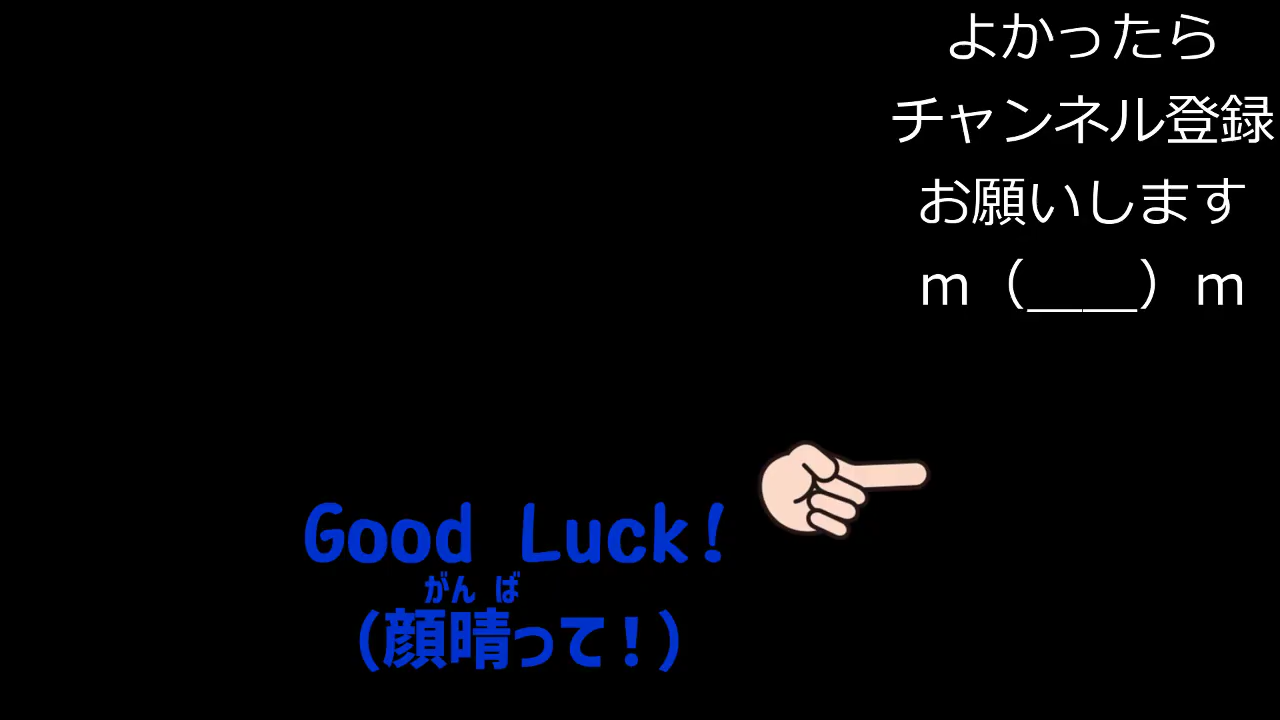 よかったら
チャンネル登録
お願いします
m（＿＿）m
Good Luck!
がん ば
(顔晴って！)